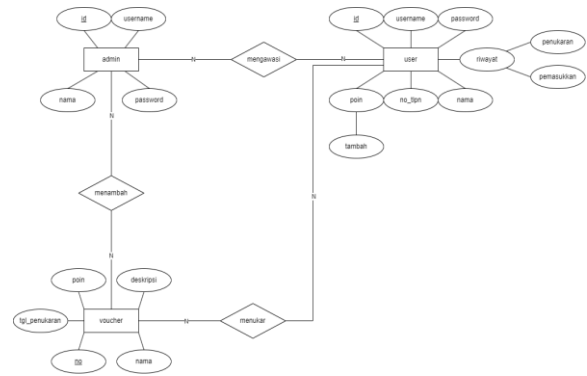 id
username
id
username
password
penukaran
admin
N
mengawasi
N
user
riwayat
pemasukkan
nama
password
poin
no_tlpn
nama
N
tambah
menambah
N
N
poin
deskripsi
tgl_penukaran
voucher
N
menukar
no
nama